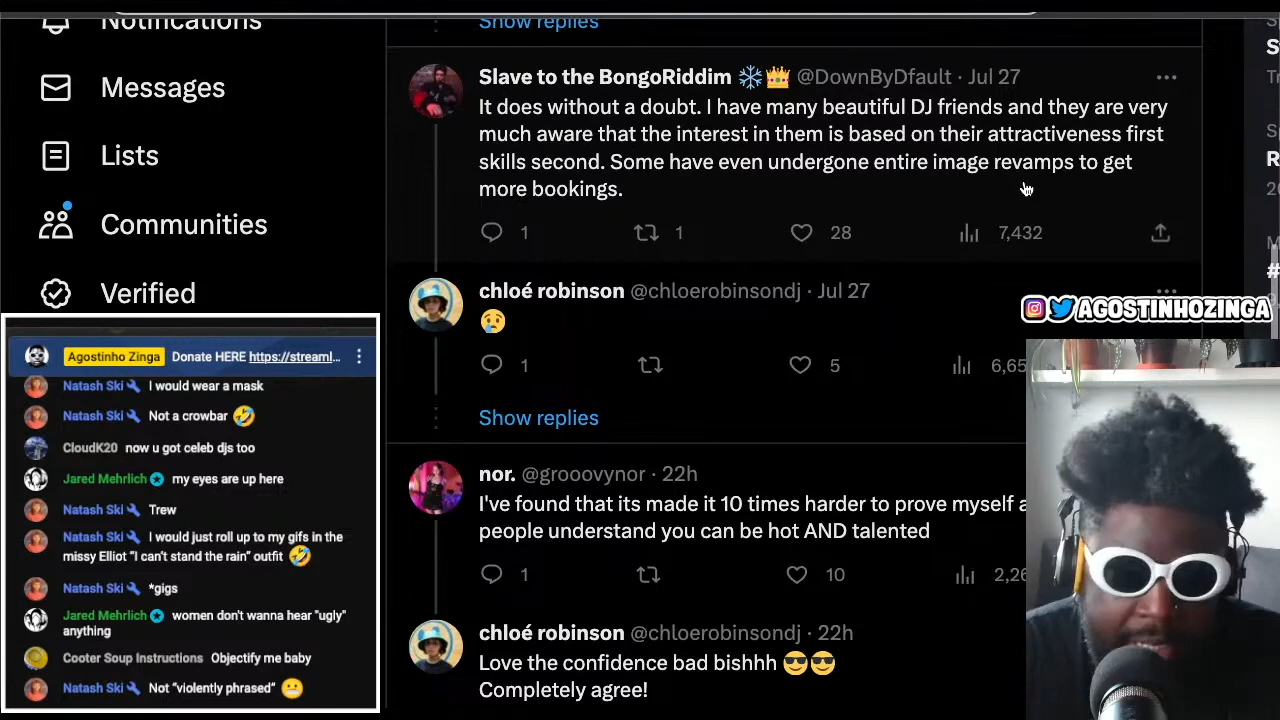 Notifications
Messages
Lists
Communities
Verified
Show replies
Slave to the BongoRiddim ❄️👑 @DownByDfault · Jul 27
It does without a doubt. I have many beautiful DJ friends and they are very
much aware that the interest in them is based on their attractiveness first
skills second. Some have even undergone entire image revamps to get
more bookings.
1 1 28 7,432
chloé robinson @chloerobinsondj · Jul 27
😢
1 5 6,65
Show replies
nor. @grooovynor · 22h
I've found that its made it 10 times harder to prove myself a
people understand you can be hot AND talented
1 10 2,26
chloé robinson @chloerobinsondj · 22h
Love the confidence bad bishhh 😎😎
Completely agree!
AGOSTINHOZINGA
Agostinho Zinga Donate HERE https://streaml...
Natash Ski I would wear a mask
Natash Ski Not a crowbar 🤣
CloudK20 now u got celeb djs too
Jared Mehrlich my eyes are up here
Natash Ski Trew
Natash Ski I would just roll up to my gifs in the
missy Elliot "I can't stand the rain" outfit 🤣
Natash Ski *gigs
Jared Mehrlich women don't wanna hear "ugly"
anything
Cooter Soup Instructions Objectify me baby
Natash Ski Not "violently phrased" 😬